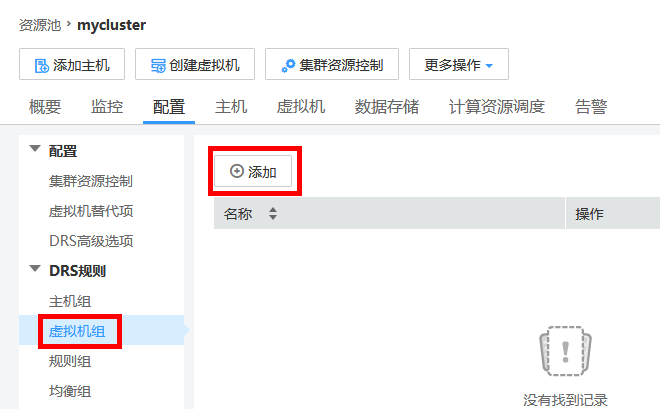 资源池 › mycluster
添加主机 创建虚拟机 集群资源控制 更多操作
概要 监控 配置 主机 虚拟机 数据存储 计算资源调度 告警
配置
集群资源控制
虚拟机替代项
DRS高级选项
DRS规则
主机组
虚拟机组
规则组
均衡组
添加
名称 操作
没有找到记录